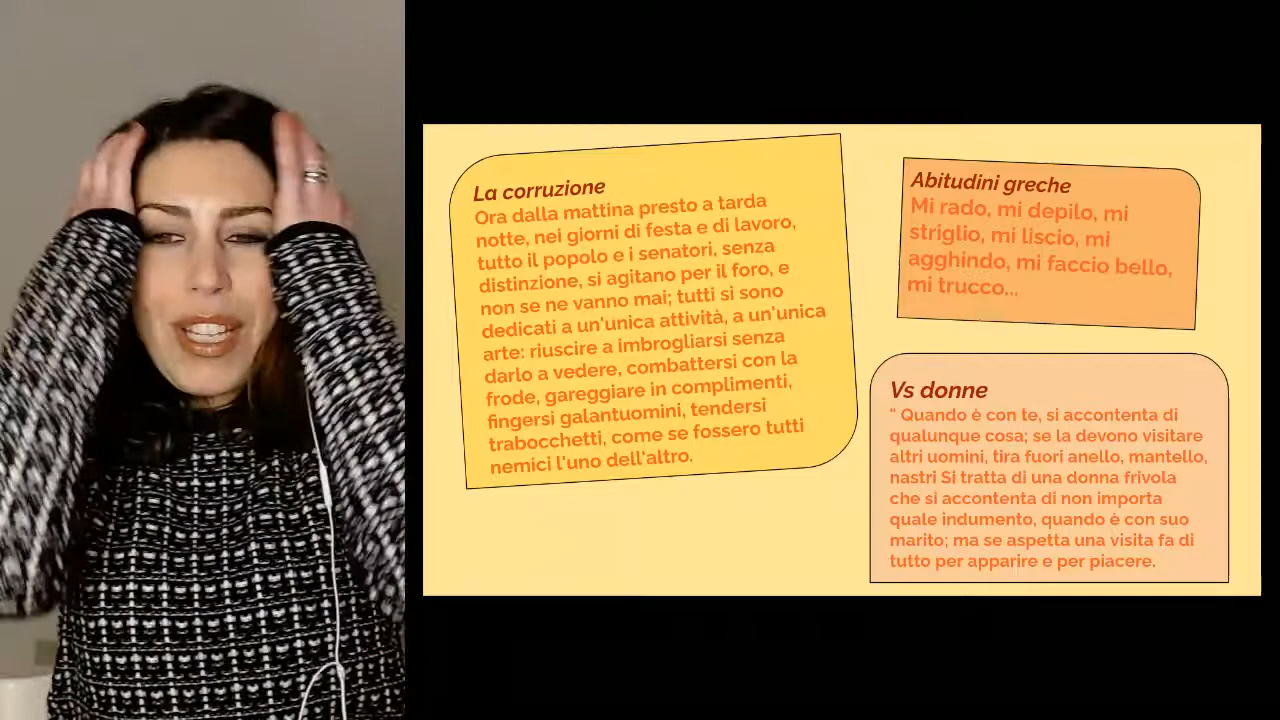 La corruzione
Ora dalla mattina presto a tarda
notte, nei giorni di festa e di lavoro,
tutto il popolo e i senatori, senza
distinzione, si agitano per il foro, e
non se ne vanno mai; tutti si sono
dedicati a un'unica attività, a un'unica
arte: riuscire a imbrogliarsi senza
darlo a vedere, combattersi con la
frode, gareggiare in complimenti,
fingersi galantuomini, tendersi
trabocchetti, come se fossero tutti
nemici l'uno dell'altro.
Abitudini greche
Mi rado, mi depilo, mi
striglio, mi liscio, mi
agghindo, mi faccio bello,
mi trucco...
Vs donne
“ Quando è con te, si accontenta di
qualunque cosa; se la devono visitare
altri uomini, tira fuori anello, mantello,
nastri Si tratta di una donna frivola
che si accontenta di non importa
quale indumento, quando è con suo
marito; ma se aspetta una visita fa di
tutto per apparire e per piacere.